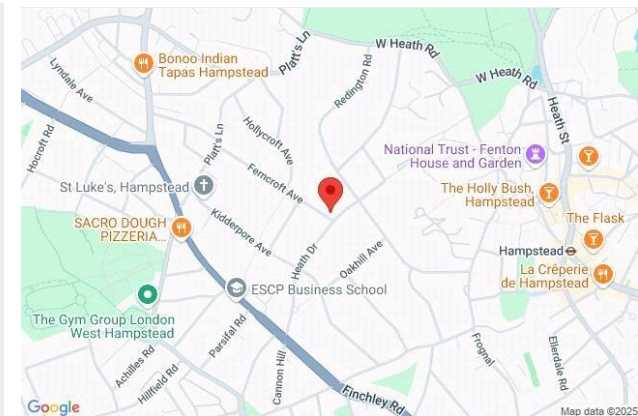 Bonoo Indian
Tapas Hampstead
Platt's Ln
W Heath Rd
Lyndale Ave
Redington Rd
W Heath Rd
Heath St
Hocroft Rd
Platt's Ln
Hollycroft Ave
National Trust - Fenton
House and Garden
St Luke's, Hampstead
Ferncroft Ave
The Holly Bush,
Hampstead
SACRO DOUGH
PIZZERIA...
Kidderpore Ave
The Flask
Heath Dr
Oakhill Ave
Hampstead
La Crêperie
de Hampstead
ESCP Business School
The Gym Group London
West Hampstead
Parsifal Rd
Achilles Rd
Hillfield Rd
Cannon Hill
Finchley Rd
Frognal
Ellerdale Rd
Google
Map data ©2025